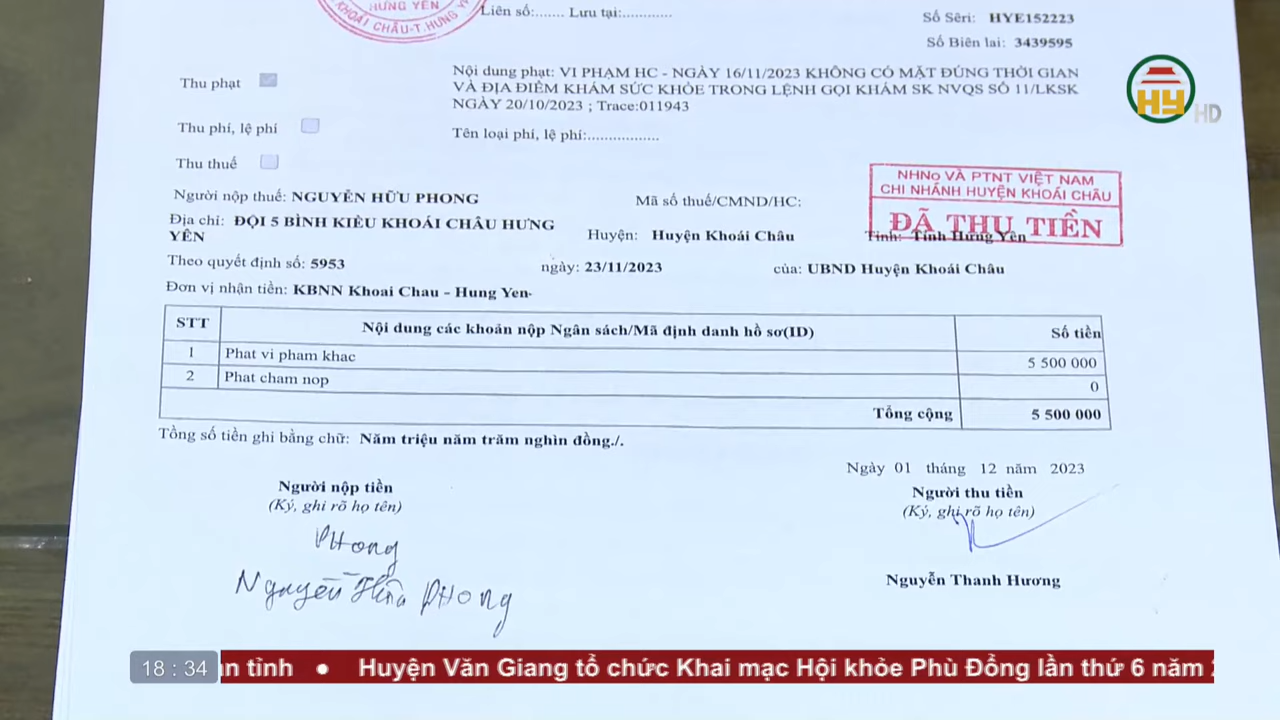 HƯNG YÊN
KHOÁI CHÂU-T.HƯNG
Liên số:....... Lưu tại:............
Số Sêri: HYE152223
Số Biên lai: 3439595
Thu phạt
Nội dung phạt: VI PHẠM HC - NGÀY 16/11/2023 KHÔNG CÓ MẶT ĐÚNG THỜI GIAN
VÀ ĐỊA ĐIỂM KHÁM SỨC KHỎE TRONG LỆNH GỌI KHÁM SK NVQS SỐ 11/LKSK
NGÀY 20/10/2023 ; Trace:011943
Thu phí, lệ phí
Tên loại phí, lệ phí:.................
Thu thuế
Người nộp thuế: NGUYỄN HỮU PHONG
Mã số thuế/CMND/HC:
NHNo VÀ PTNT VIỆT NAM
CHI NHÁNH HUYỆN KHOÁI CHÂU
ĐÃ THU TIỀN
Địa chỉ: ĐỘI 5 BÌNH KIỀU KHOÁI CHÂU HƯNG
YÊN
Huyện: Huyện Khoái Châu
Tỉnh: Tỉnh Hưng Yên
Theo quyết định số: 5953
ngày: 23/11/2023
của: UBND Huyện Khoái Châu
Đơn vị nhận tiền: KBNN Khoai Chau - Hung Yen-
STT Nội dung các khoản nộp Ngân sách/Mã định danh hồ sơ(ID) Số tiền
1 Phat vi pham khac 5 500 000
2 Phat cham nop 0
Tổng cộng 5 500 000
Tổng số tiền ghi bằng chữ: Năm triệu năm trăm nghìn đồng./.
Ngày 01 tháng 12 năm 2023
Người nộp tiền
(Ký, ghi rõ họ tên)
Người thu tiền
(Ký, ghi rõ họ tên)
PHong
Nguyễn Hữu PHong
Nguyễn Thanh Hương
HY HD
18 : 34
tỉnh • Huyện Văn Giang tổ chức Khai mạc Hội khỏe Phù Đổng lần thứ 6 năm